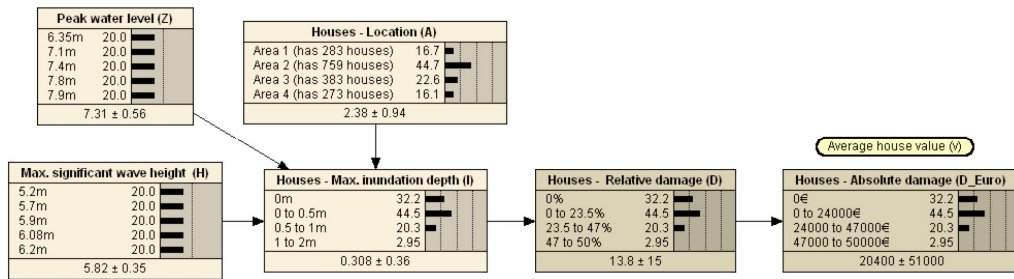 Peak water level (Z)
6.35m 20.0
7.1m 20.0
7.4m 20.0
7.8m 20.0
7.9m 20.0
7.31 ± 0.56
Houses - Location (A)
Area 1 (has 283 houses) 16.7
Area 2 (has 759 houses) 44.7
Area 3 (has 383 houses) 22.6
Area 4 (has 273 houses) 16.1
2.38 ± 0.94
Average house value (v)
Max. significant wave height (H)
5.2m 20.0
5.7m 20.0
5.9m 20.0
6.08m 20.0
6.2m 20.0
5.82 ± 0.35
Houses - Max. inundation depth (I)
0m 32.2
0 to 0.5m 44.5
0.5 to 1m 20.3
1 to 2m 2.95
0.308 ± 0.36
Houses - Relative damage (D)
0% 32.2
0 to 23.5% 44.5
23.5 to 47% 20.3
47 to 50% 2.95
13.8 ± 15
Houses - Absolute damage (D_Euro)
0€ 32.2
0 to 24000€ 44.5
24000 to 47000€ 20.3
47000 to 50000€ 2.95
20400 ± 51000